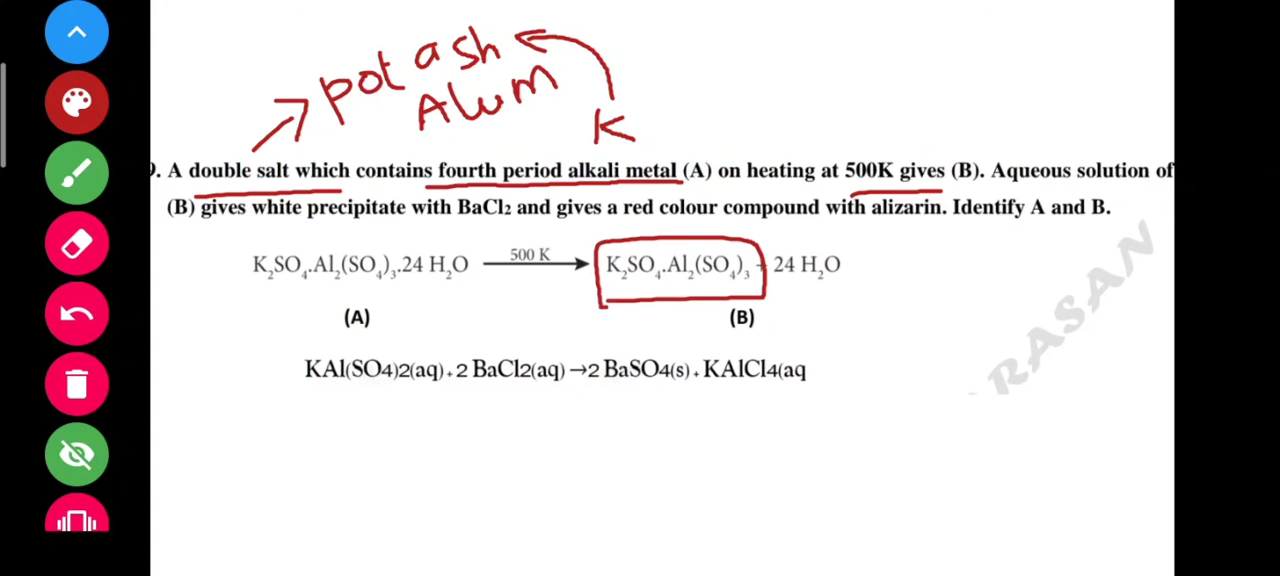 potash
Alum
K
9. A double salt which contains fourth period alkali metal (A) on heating at 500K gives (B). Aqueous solution of
(B) gives white precipitate with BaCl₂ and gives a red colour compound with alizarin. Identify A and B.
K₂SO₄.Al₂(SO₄)₃.24 H₂O 500 K → K₂SO₄.Al₂(SO₄)₃ + 24 H₂O
(A) (B)
KAl(SO4)2(aq)+2 BaCl2(aq)→2 BaSO4(s)+KAlCl4(aq
RASAN